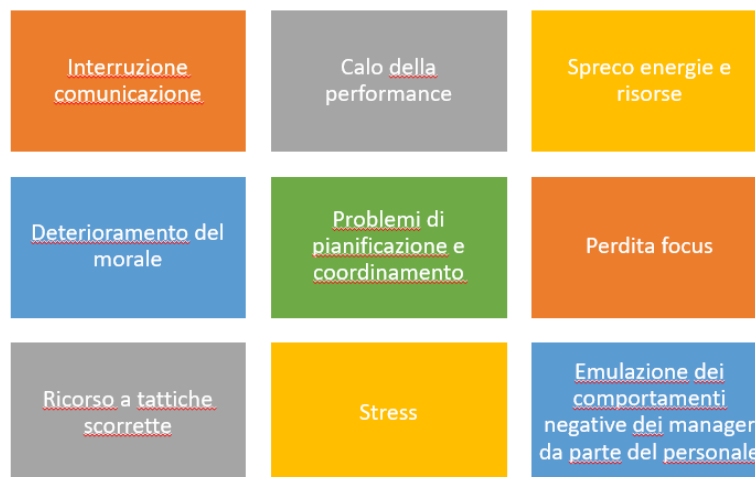 Interruzione
comunicazione
Calo della
performance
Spreco energie e
risorse
Deterioramento del
morale
Problemi di
pianificazione e
coordinamento
Perdita focus
Ricorso a tattiche
scorrette
Stress
Emulazione dei
comportamenti
negative dei manager
da parte del personale